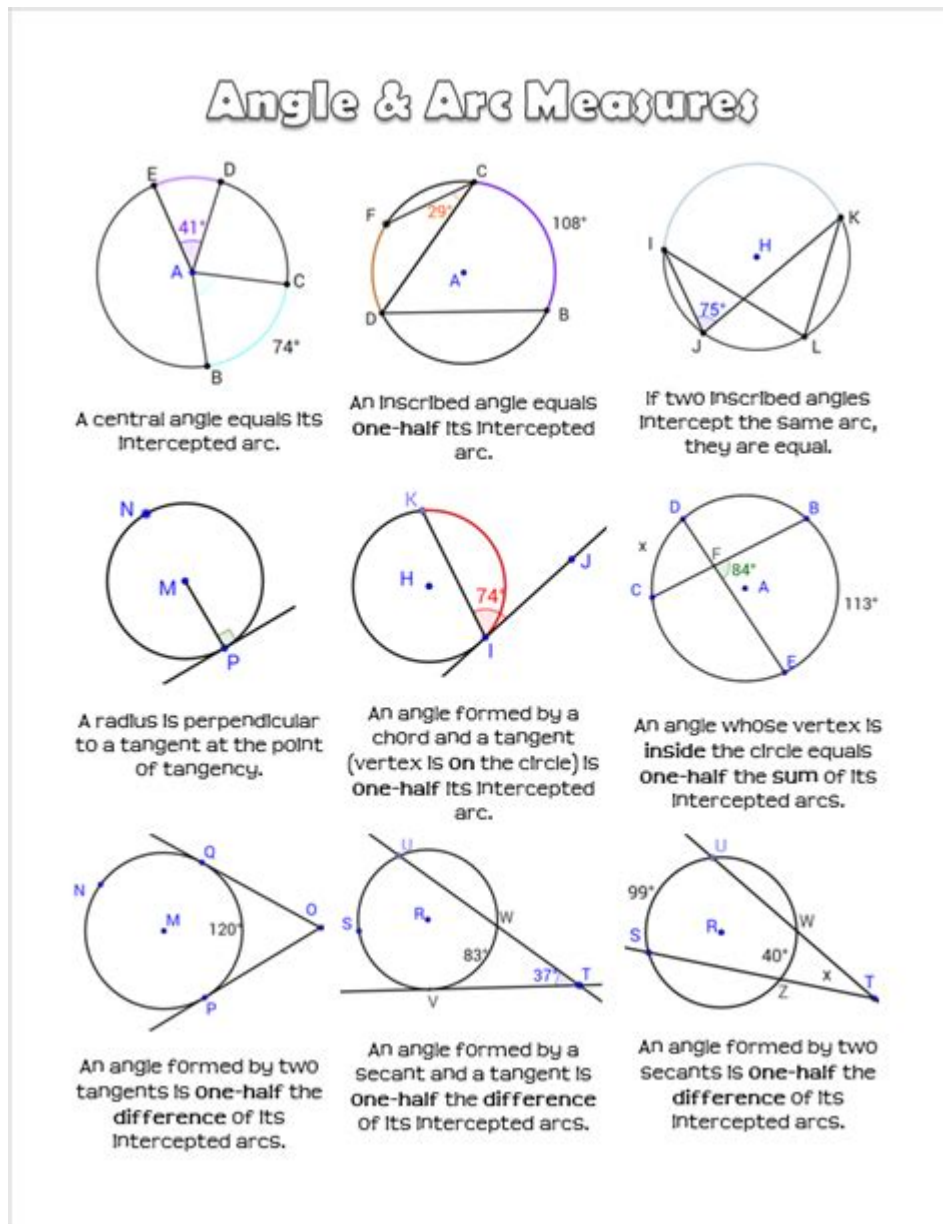 Angle & Arc Measures
E
D
41°
A
C
74°
B
A central angle equals its
intercepted arc.
C
F
29°
108°
A
D
B
An inscribed angle equals
one-half its intercepted
arc.
K
I
H
75°
J
L
If two inscribed angles
intercept the same arc,
they are equal.
N
M
P
A radius is perpendicular
to a tangent at the point
of tangency.
K
H
J
74°
I
An angle formed by a
chord and a tangent
(vertex is on the circle) is
one-half its intercepted
arc.
D
B
x
F
84°
C
A
113°
E
An angle whose vertex is
inside the circle equals
one-half the sum of its
intercepted arcs.
Q
N
O
M
120°
P
An angle formed by two
tangents is one-half the
difference of its
intercepted arcs.
U
S
R
W
83°
37°
T
V
An angle formed by a
secant and a tangent is
one-half the difference
of its intercepted arcs.
U
99°
S
R
W
40°
x
T
Z
An angle formed by two
secants is one-half the
difference of its
intercepted arcs.